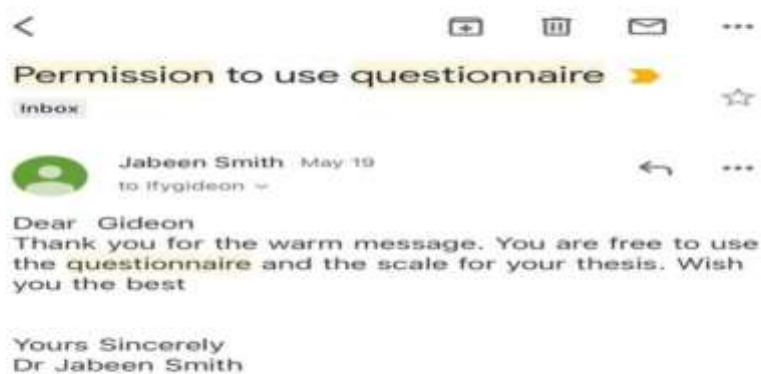 Permission to use questionnaire
Inbox
Jabeen Smith May 19
to Ifygideon
Dear Gideon
Thank you for the warm message. You are free to use
the questionnaire and the scale for your thesis. Wish
you the best
Yours Sincerely
Dr Jabeen Smith